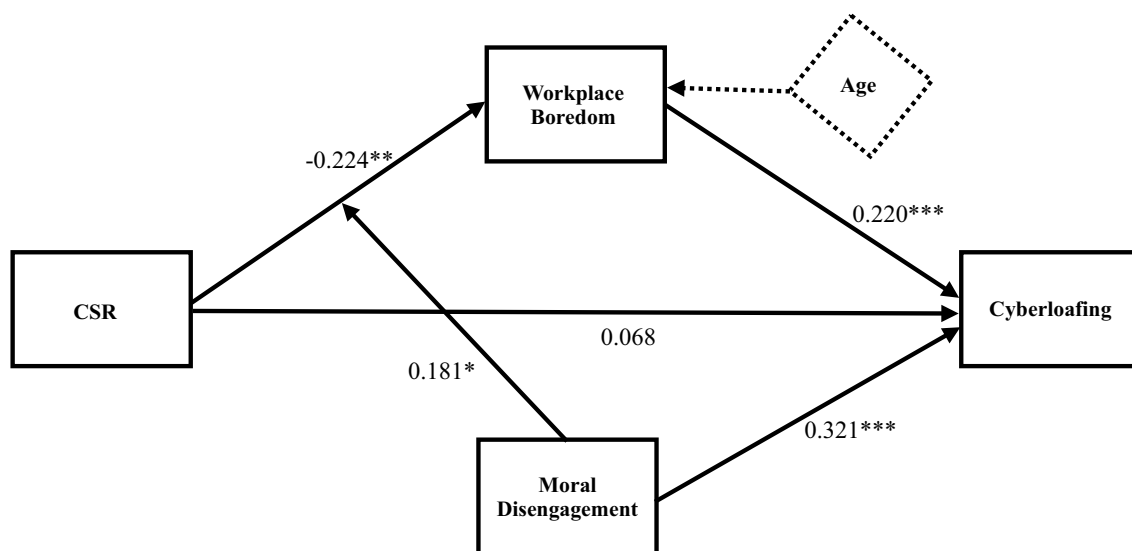 Workplace
Boredom
Age
-0.224**
0.220***
CSR
Cyberloafing
0.068
0.181*
0.321***
Moral
Disengagement